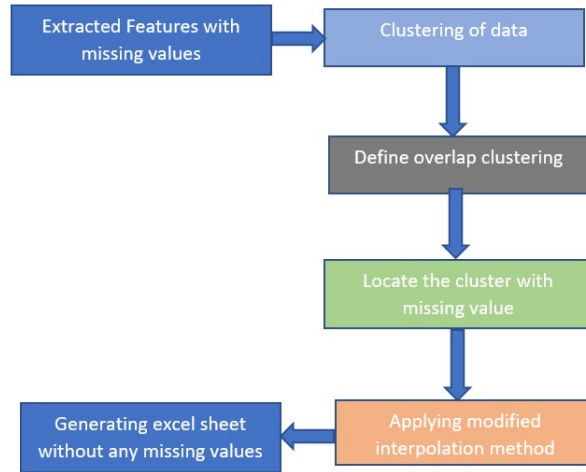 Extracted Features with
missing values
Clustering of data
Define overlap clustering
Locate the cluster with
missing value
Applying modified
interpolation method
Generating excel sheet
without any missing values